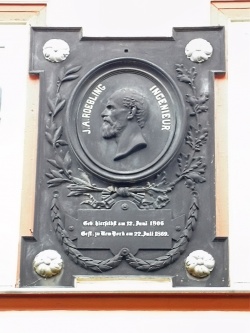 J.A. ROEBLING INGENIEUR
Geb hierselbst am 12. Juni 1806
Gest. zu New-York am 22. Juli 1869.